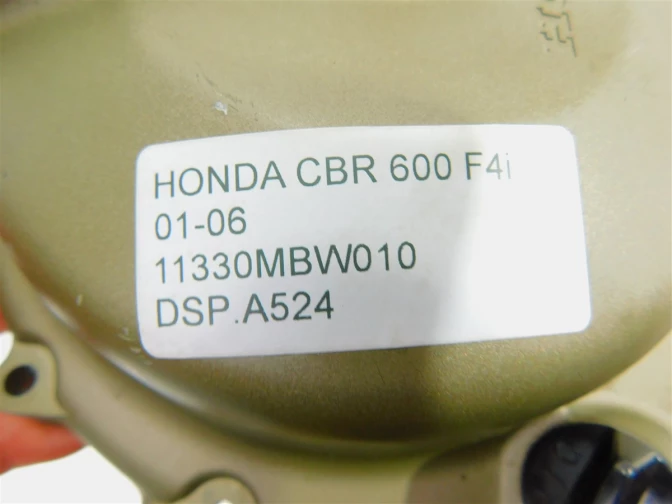 HONDA CBR 600 F4i
01-06
11330MBW010
DSP.A524